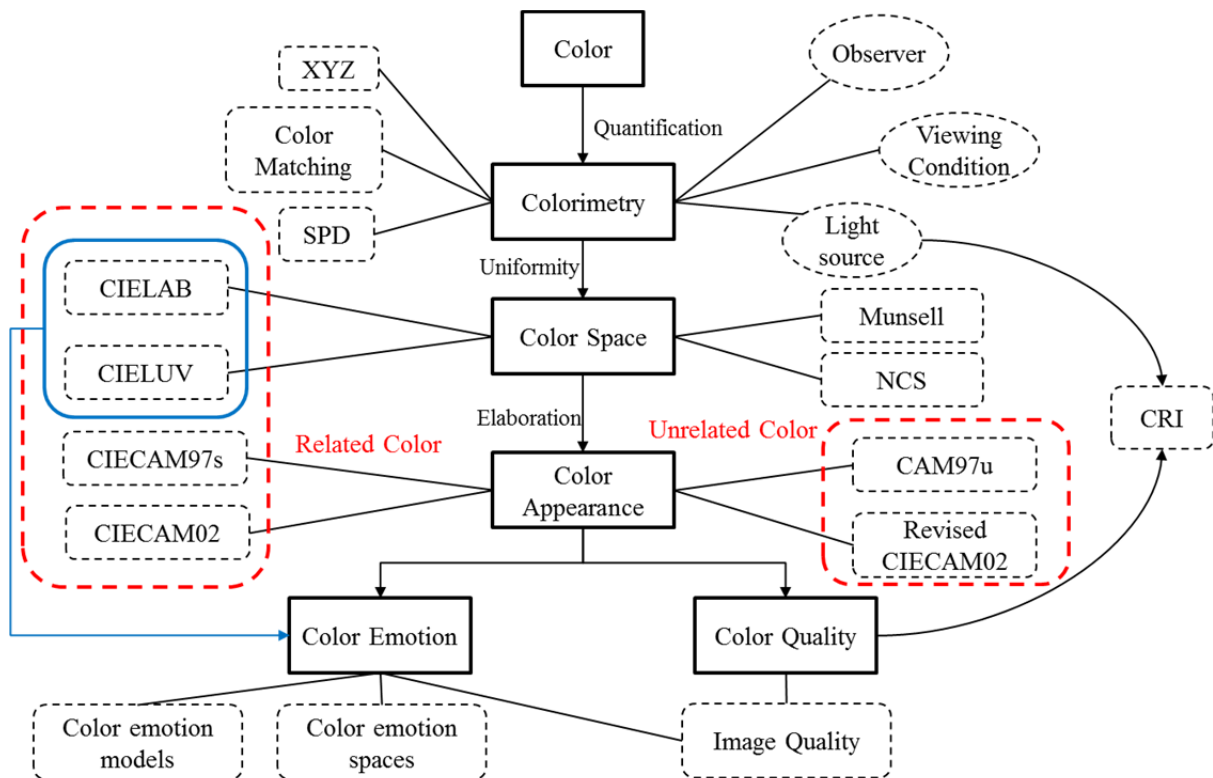 Color
Observer
XYZ
Quantification
Color
Matching
Viewing
Condition
Colorimetry
SPD
Light
source
Uniformity
CIELAB
Munsell
Color Space
CIELUV
NCS
CRI
Elaboration
Related Color
Unrelated Color
CIECAM97s
CAM97u
Color
Appearance
CIECAM02
Revised
CIECAM02
Color Emotion
Color Quality
Color emotion
models
Color emotion
spaces
Image Quality